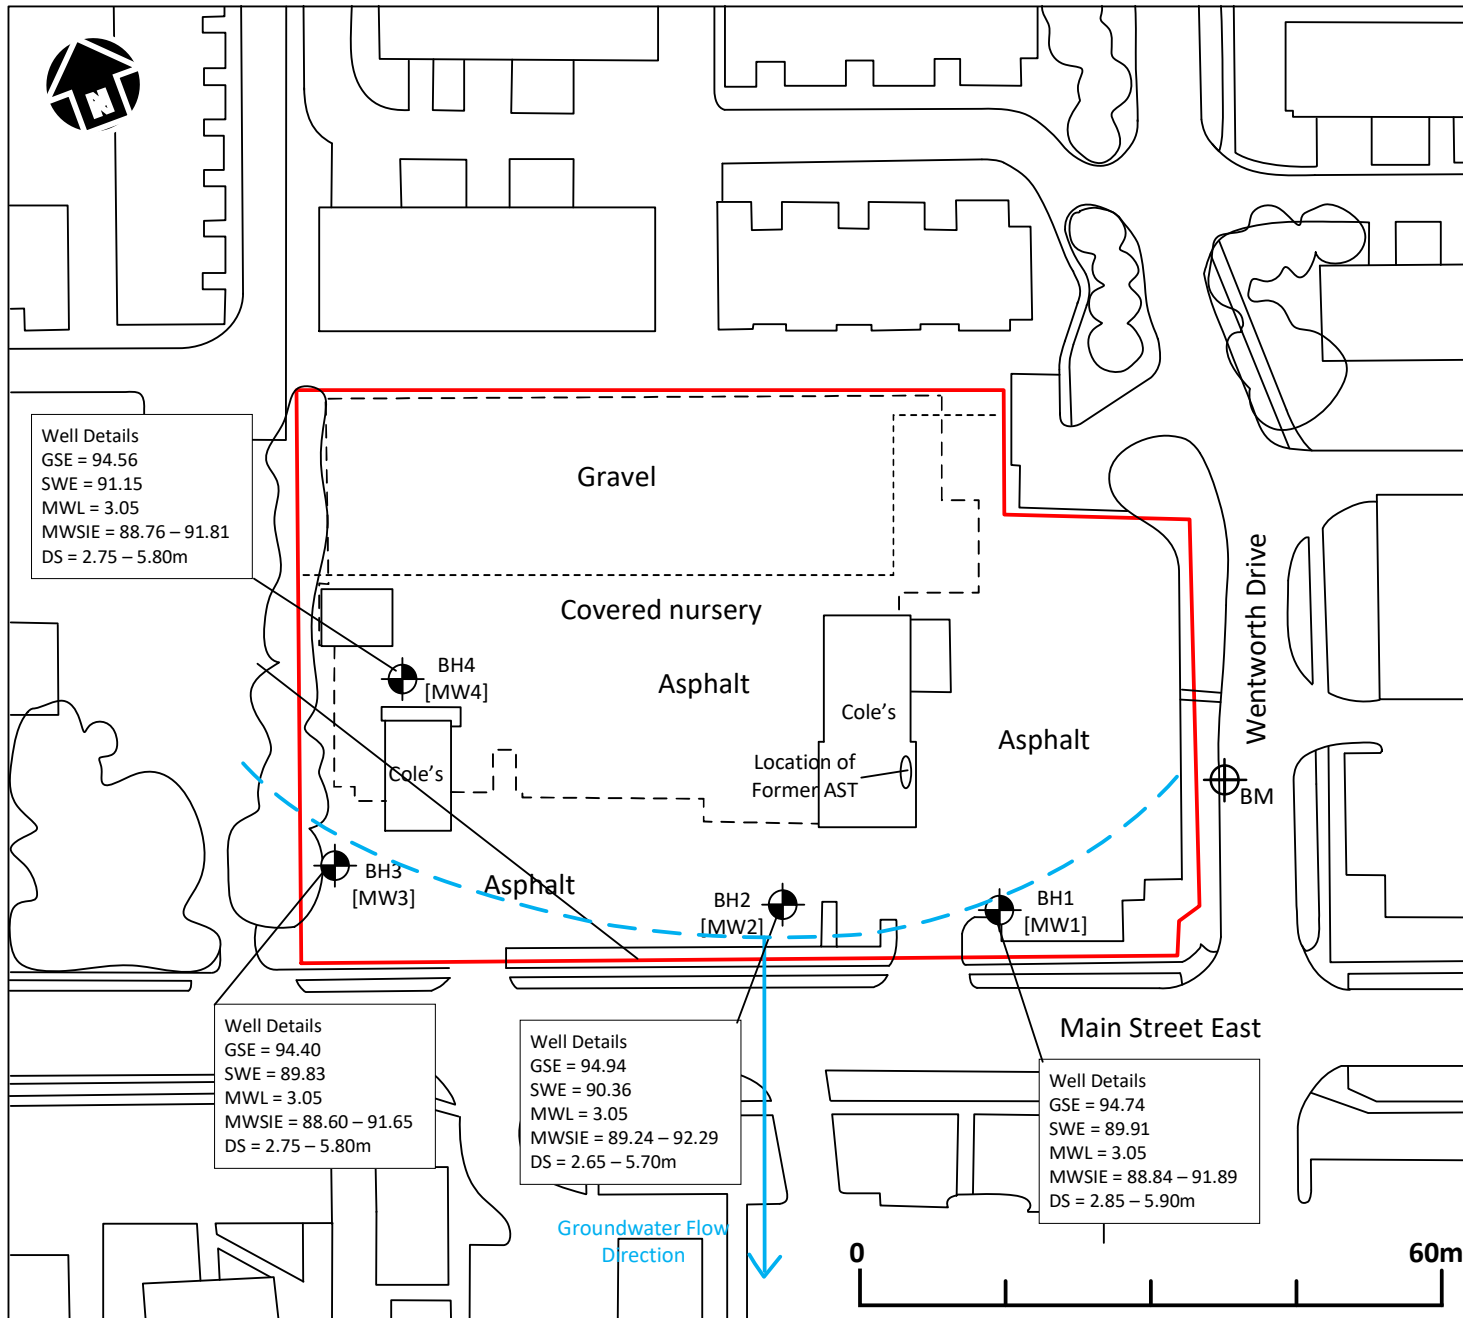 N
Well Details
GSE = 94.56
SWE = 91.15
MWL = 3.05
MWSIE = 88.76 – 91.81
DS = 2.75 – 5.80m
Gravel
Covered nursery
Asphalt
BH4
[MW4]
Cole's
Cole's
Location of
Former AST
Asphalt
Wentworth Drive
BM
BH3
[MW3]
Asphalt
BH2
[MW2]
BH1
[MW1]
Well Details
GSE = 94.40
SWE = 89.83
MWL = 3.05
MWSIE = 88.60 – 91.65
DS = 2.75 – 5.80m
Well Details
GSE = 94.94
SWE = 90.36
MWL = 3.05
MWSIE = 89.24 – 92.29
DS = 2.65 – 5.70m
Main Street East
Well Details
GSE = 94.74
SWE = 89.91
MWL = 3.05
MWSIE = 88.84 – 91.89
DS = 2.85 – 5.90m
Groundwater Flow
Direction
0
60m